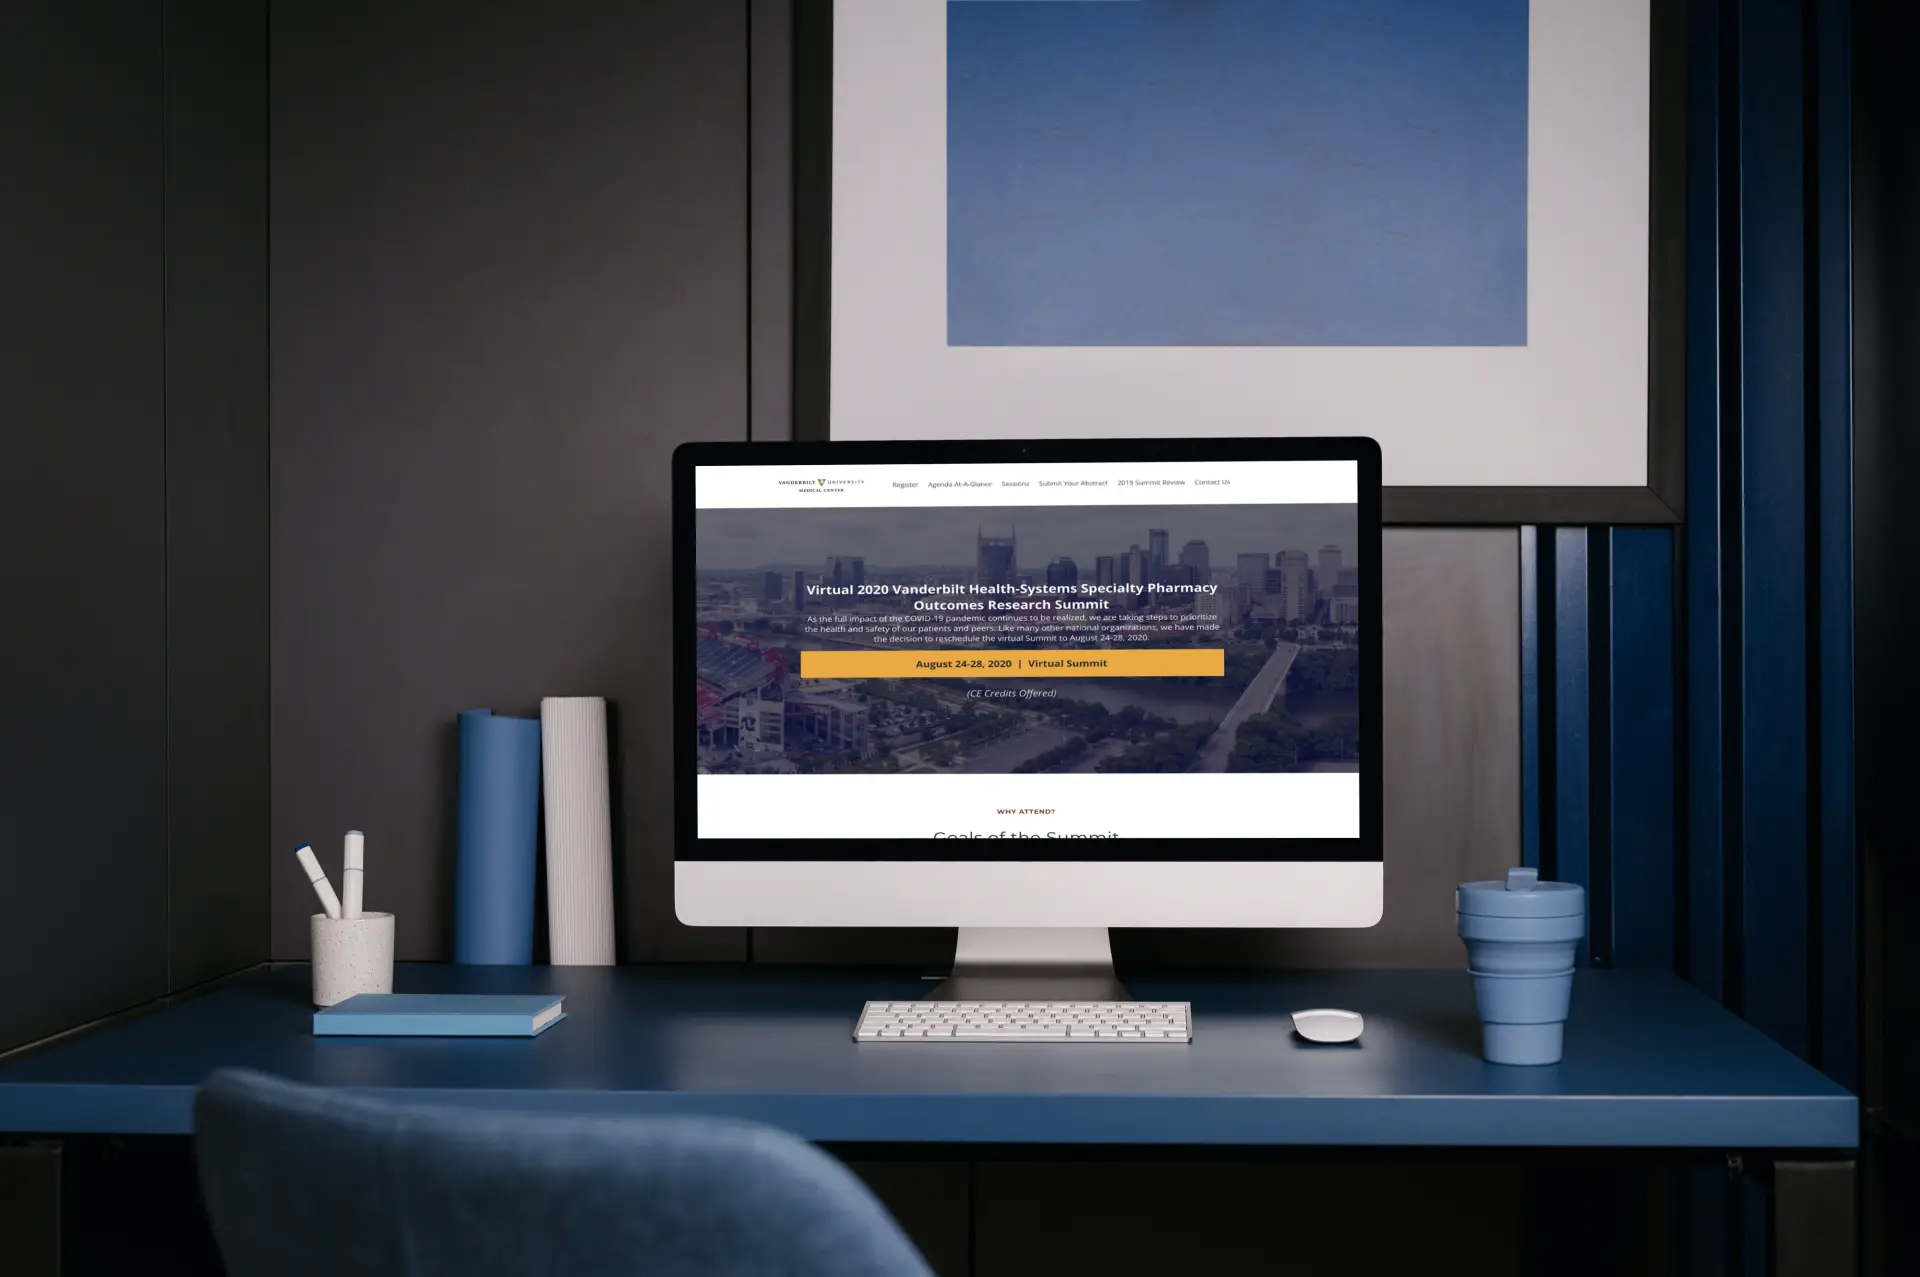 VANDERBILT V UNIVERSITY
MEDICAL CENTER
Register Agenda At-A-Glance Sessions Submit Your Abstract 2019 Summit Review Contact Us
Virtual 2020 Vanderbilt Health-Systems Specialty Pharmacy
Outcomes Research Summit
As the full impact of the COVID-19 pandemic continues to be realized, we are taking steps to prioritize
the health and safety of our patients and peers. Like many other national organizations, we have made
the decision to reschedule the virtual Summit to August 24-28, 2020.
August 24-28, 2020 | Virtual Summit
(CE Credits Offered)
WHY ATTEND?
Goals of the Summit